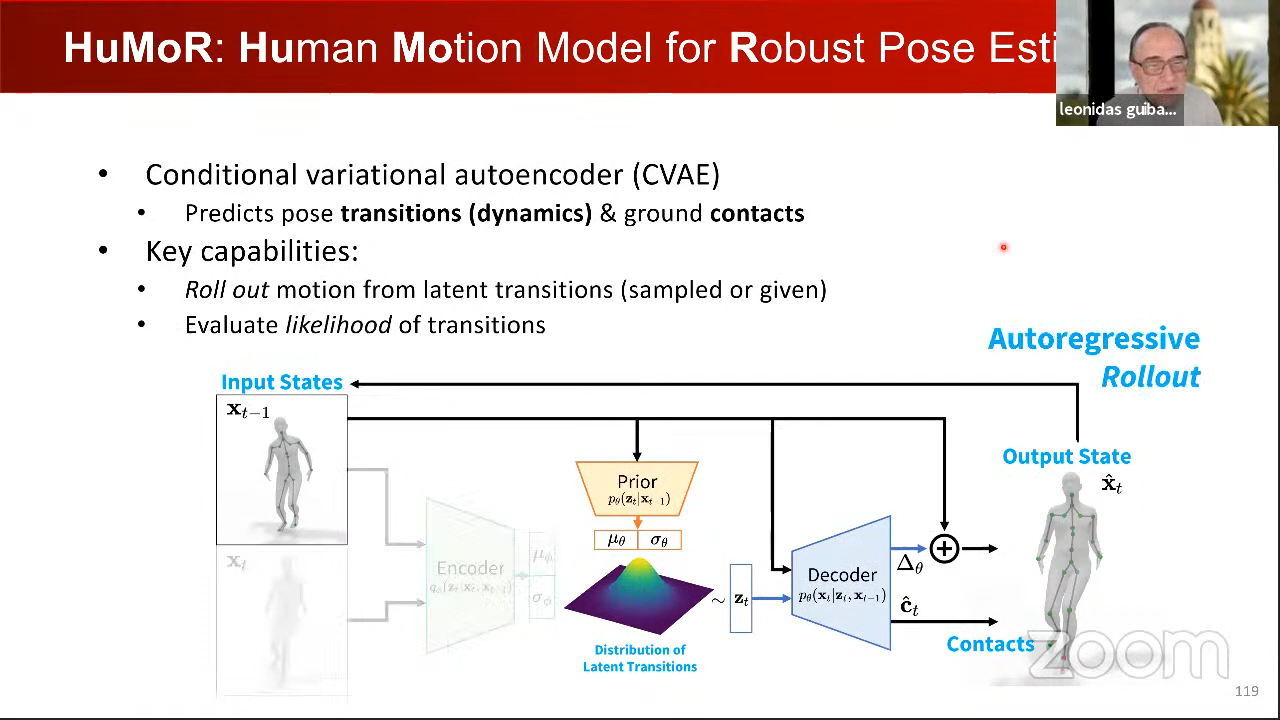 HuMoR: Human Motion Model for Robust Pose Esti
leonidas guiba...
• Conditional variational autoencoder (CVAE)
• Predicts pose transitions (dynamics) & ground contacts
• Key capabilities:
• Roll out motion from latent transitions (sampled or given)
• Evaluate likelihood of transitions
Autoregressive
Rollout
Input States
x_{t−1}
Prior
p_θ(z_t|x_{t−1})
μ_θ σ_θ
Output State
x̂_t
x_t
Encoder
q_ϕ(z_t|x_t, x_{t−1})
μ_ϕ
σ_ϕ
∼ z_t
Decoder
p_θ(x_t|z_t, x_{t−1})
Δ_θ
+
ĉ_t
Contacts
Distribution of
Latent Transitions
zoom
119